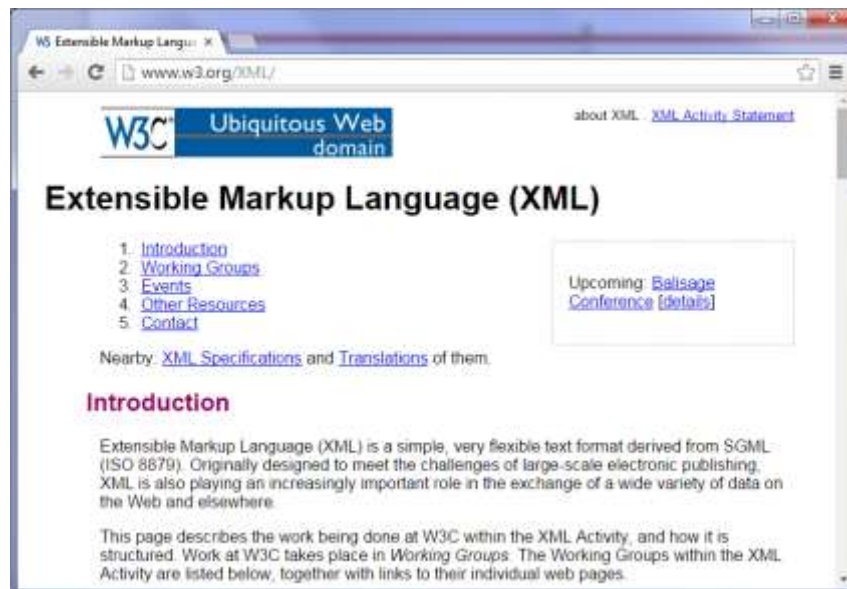 W3 Extensible Markup Langu
www.w3.org/XML/
W3C Ubiquitous Web
domain
about XML . XML Activity Statement
Extensible Markup Language (XML)
1. Introduction
2. Working Groups
3. Events
4. Other Resources
5. Contact
Upcoming: Balisage
Conference [details]
Nearby: XML Specifications and Translations of them.
Introduction
Extensible Markup Language (XML) is a simple, very flexible text format derived from SGML
(ISO 8879). Originally designed to meet the challenges of large-scale electronic publishing,
XML is also playing an increasingly important role in the exchange of a wide variety of data on
the Web and elsewhere.
This page describes the work being done at W3C within the XML Activity, and how it is
structured. Work at W3C takes place in Working Groups. The Working Groups within the XML
Activity are listed below, together with links to their individual web pages.